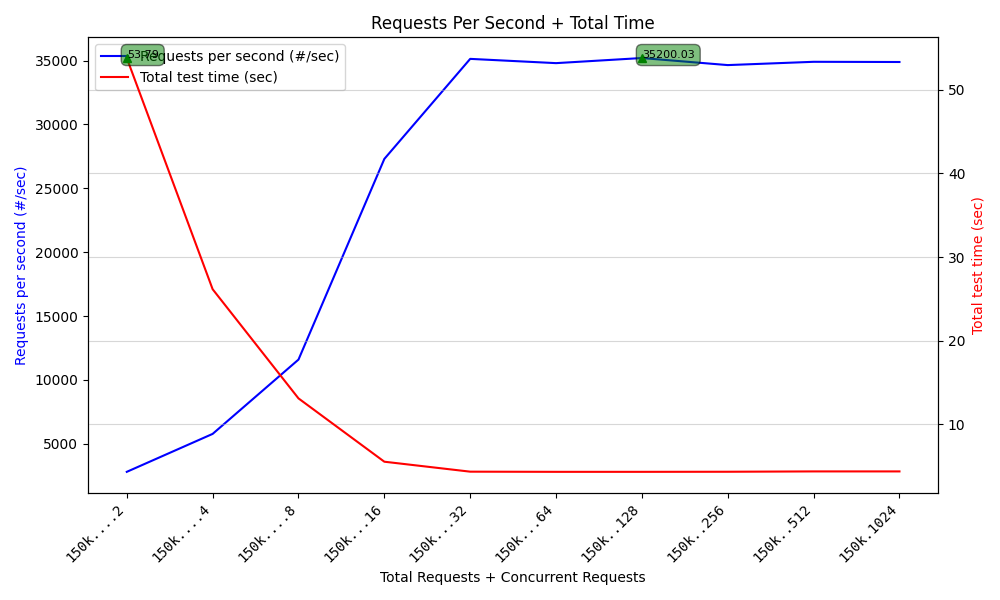 Requests Per Second + Total Time
53.79
Requests per second (#/sec)
Total test time (sec)
35200.03
35000
30000
25000
20000
15000
10000
5000
Requests per second (#/sec)
50
40
30
20
10
Total test time (sec)
150k....2
150k....4
150k....8
150k...16
150k...32
150k...64
150k..128
150k..256
150k..512
150k.1024
Total Requests + Concurrent Requests